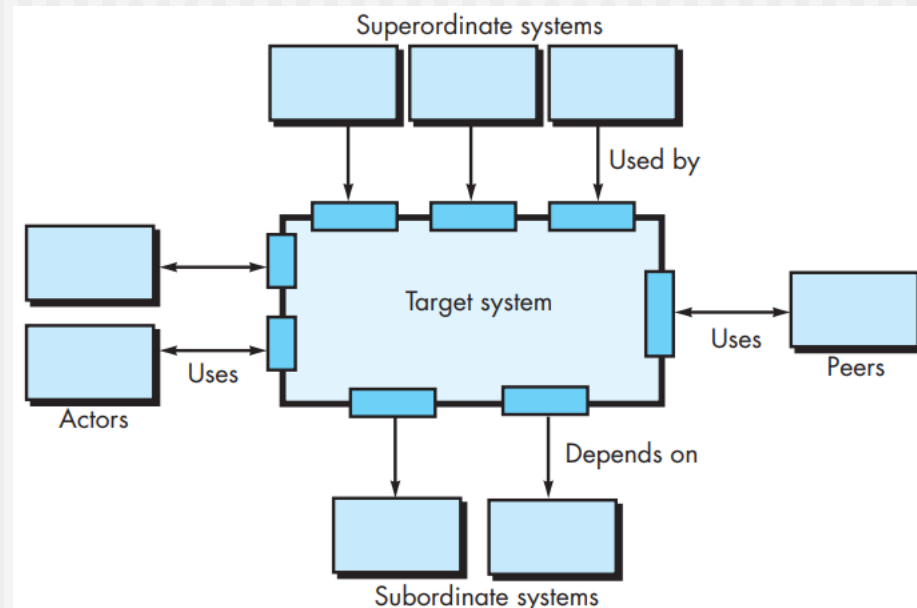 Superordinate systems
Used by
Target system
Uses
Uses
Peers
Actors
Depends on
Subordinate systems